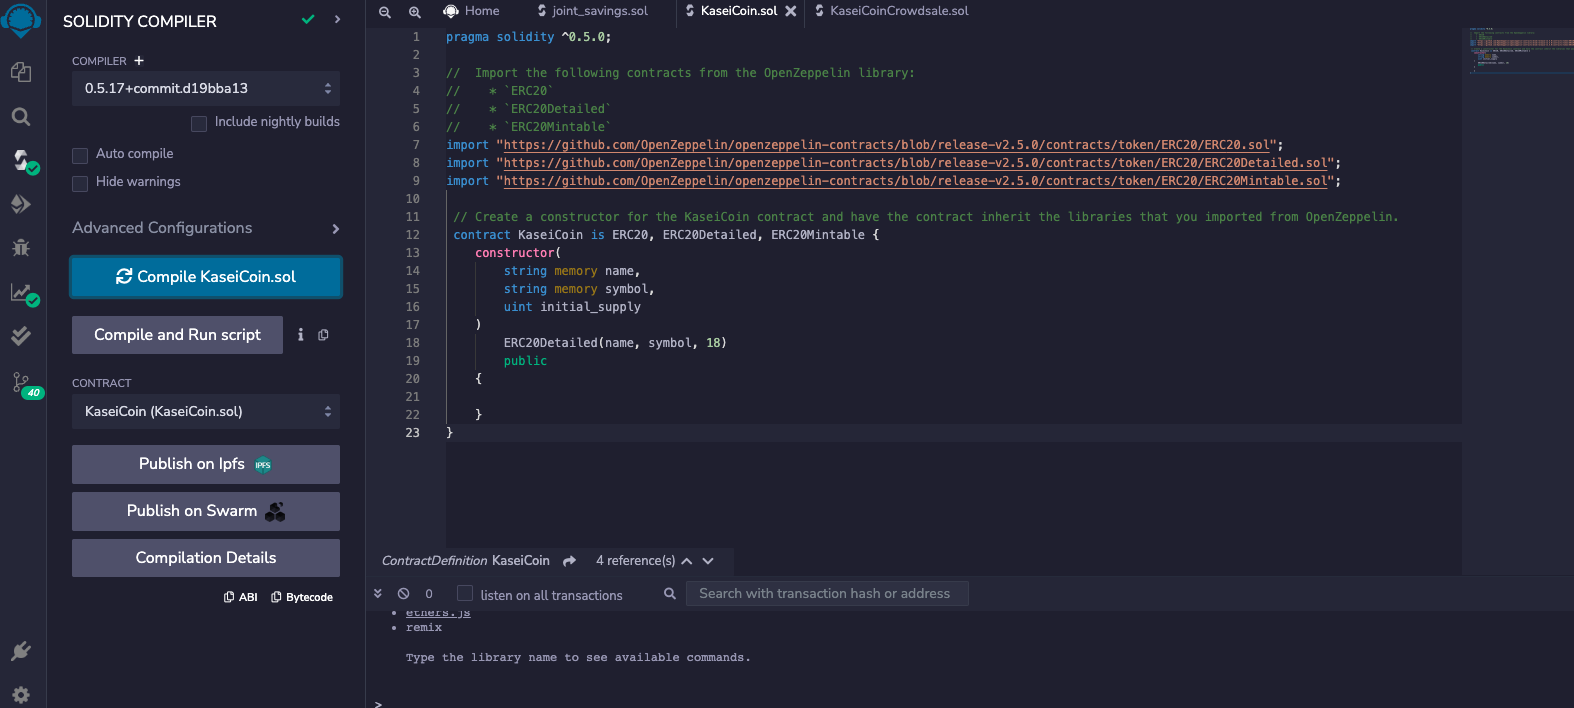 SOLIDITY COMPILER
COMPILER +
0.5.17+commit.d19bba13
Include nightly builds
Auto compile
Hide warnings
Advanced Configurations
Compile KaseiCoin.sol
Compile and Run script
i
CONTRACT
KaseiCoin (KaseiCoin.sol)
Publish on Ipfs IPFS
Publish on Swarm
Compilation Details
ABI Bytecode
40
Home joint_savings.sol KaseiCoin.sol KaseiCoinCrowdsale.sol
1 pragma solidity ^0.5.0;
2
3 //  Import the following contracts from the OpenZeppelin library:
4 //    * `ERC20`
5 //    * `ERC20Detailed`
6 //    * `ERC20Mintable`
7 import "https://github.com/OpenZeppelin/openzeppelin-contracts/blob/release-v2.5.0/contracts/token/ERC20/ERC20.sol";
8 import "https://github.com/OpenZeppelin/openzeppelin-contracts/blob/release-v2.5.0/contracts/token/ERC20/ERC20Detailed.sol";
9 import "https://github.com/OpenZeppelin/openzeppelin-contracts/blob/release-v2.5.0/contracts/token/ERC20/ERC20Mintable.sol";
10
11 // Create a constructor for the KaseiCoin contract and have the contract inherit the libraries that you imported from OpenZeppelin.
12 contract KaseiCoin is ERC20, ERC20Detailed, ERC20Mintable {
13 constructor(
14 string memory name,
15 string memory symbol,
16 uint initial_supply
17 )
18 ERC20Detailed(name, symbol, 18)
19 public
20 {
21
22 }
23 }
ContractDefinition KaseiCoin 4 reference(s)
0 listen on all transactions Search with transaction hash or address
• ethers.js
• remix
Type the library name to see available commands.
>